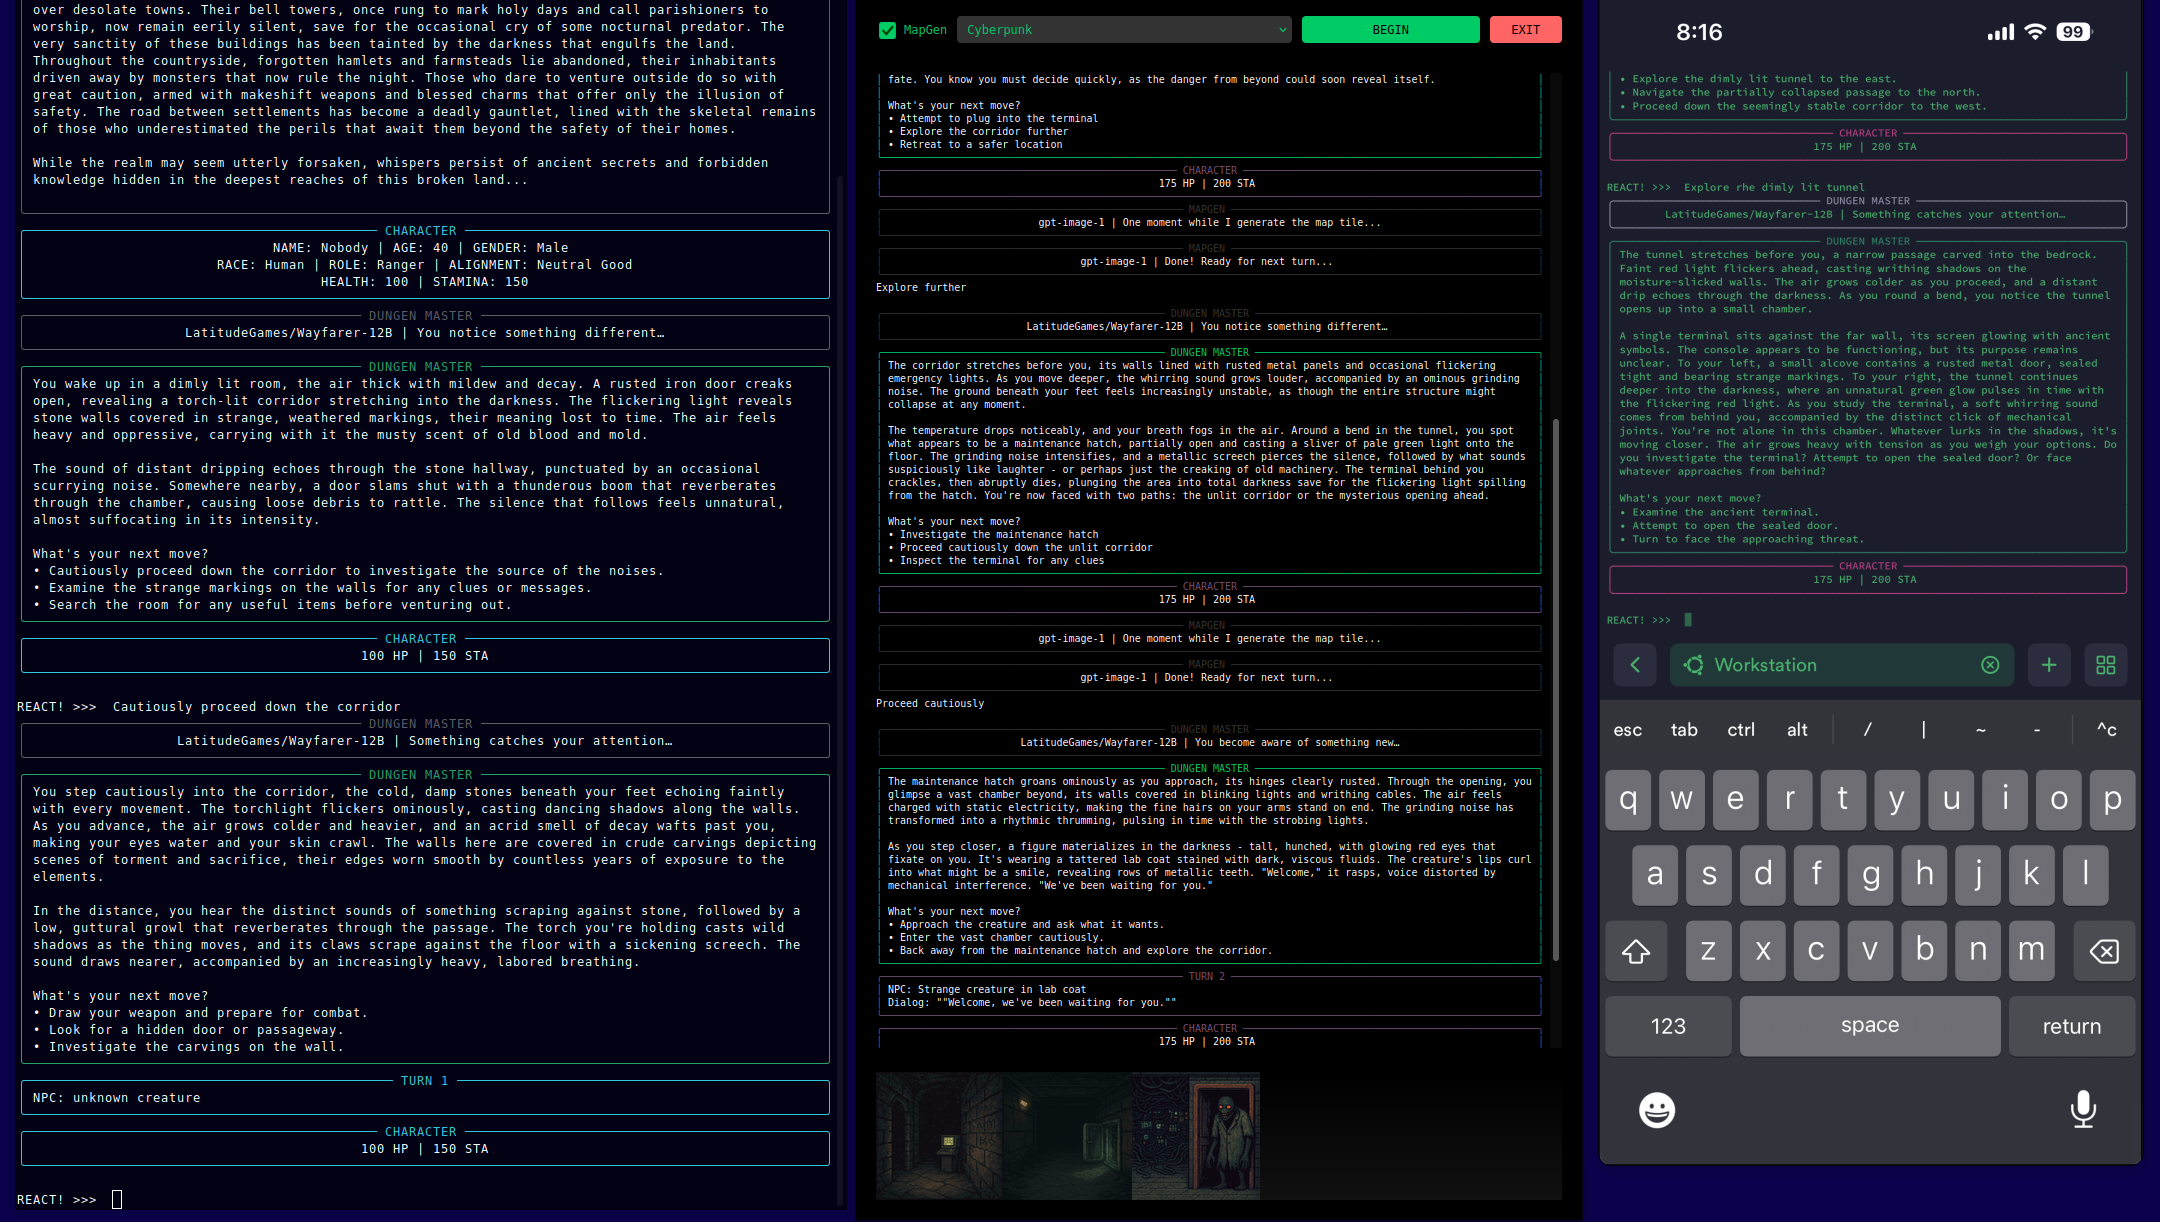 over desolate towns. Their bell towers, once rung to mark holy days and call parishioners to
worship, now remain eerily silent, save for the occasional cry of some nocturnal predator. The
very sanctity of these buildings has been tainted by the darkness that engulfs the land.
Throughout the countryside, forgotten hamlets and farmsteads lie abandoned, their inhabitants
driven away by monsters that now rule the night. Those who dare to venture outside do so with
great caution, armed with makeshift weapons and blessed charms that offer only the illusion of
safety. The road between settlements has become a deadly gauntlet, lined with the skeletal remains
of those who underestimated the perils that await them beyond the safety of their homes.
While the realm may seem utterly forsaken, whispers persist of ancient secrets and forbidden
knowledge hidden in the deepest reaches of this broken land...
CHARACTER
NAME: Nobody | AGE: 40 | GENDER: Male
RACE: Human | ROLE: Ranger | ALIGNMENT: Neutral Good
HEALTH: 100 | STAMINA: 150
DUNGEN MASTER
LatitudeGames/Wayfarer-12B | You notice something different…
DUNGEN MASTER
You wake up in a dimly lit room, the air thick with mildew and decay. A rusted iron door creaks
open, revealing a torch-lit corridor stretching into the darkness. The flickering light reveals
stone walls covered in strange, weathered markings, their meaning lost to time. The air feels
heavy and oppressive, carrying with it the musty scent of old blood and mold.
The sound of distant dripping echoes through the stone hallway, punctuated by an occasional
scurrying noise. Somewhere nearby, a door slams shut with a thunderous boom that reverberates
through the chamber, causing loose debris to rattle. The silence that follows feels unnatural,
almost suffocating in its intensity.
What's your next move?
• Cautiously proceed down the corridor to investigate the source of the noises.
• Examine the strange markings on the walls for any clues or messages.
• Search the room for any useful items before venturing out.
CHARACTER
100 HP | 150 STA
REACT! >>> Cautiously proceed down the corridor
DUNGEN MASTER
LatitudeGames/Wayfarer-12B | Something catches your attention…
DUNGEN MASTER
You step cautiously into the corridor, the cold, damp stones beneath your feet echoing faintly
with every movement. The torchlight flickers ominously, casting dancing shadows along the walls.
As you advance, the air grows colder and heavier, and an acrid smell of decay wafts past you,
making your eyes water and your skin crawl. The walls here are covered in crude carvings depicting
scenes of torment and sacrifice, their edges worn smooth by countless years of exposure to the
elements.
In the distance, you hear the distinct sounds of something scraping against stone, followed by a
low, guttural growl that reverberates through the passage. The torch you're holding casts wild
shadows as the thing moves, and its claws scrape against the floor with a sickening screech. The
sound draws nearer, accompanied by an increasingly heavy, labored breathing.
What's your next move?
• Draw your weapon and prepare for combat.
• Look for a hidden door or passageway.
• Investigate the carvings on the wall.
TURN 1
NPC: unknown creature
CHARACTER
100 HP | 150 STA
REACT! >>>
MapGen
Cyberpunk
BEGIN
EXIT
fate. You know you must decide quickly, as the danger from beyond could soon reveal itself.
What's your next move?
• Attempt to plug into the terminal
• Explore the corridor further
• Retreat to a safer location
CHARACTER
175 HP | 200 STA
MAPGEN
gpt-image-1 | One moment while I generate the map tile...
MAPGEN
gpt-image-1 | Done! Ready for next turn...
Explore further
DUNGEN MASTER
LatitudeGames/Wayfarer-12B | You notice something different…
DUNGEN MASTER
The corridor stretches before you, its walls lined with rusted metal panels and occasional flickering
emergency lights. As you move deeper, the whirring sound grows louder, accompanied by an ominous grinding
noise. The ground beneath your feet feels increasingly unstable, as though the entire structure might
collapse at any moment.
The temperature drops noticeably, and your breath fogs in the air. Around a bend in the tunnel, you spot
what appears to be a maintenance hatch, partially open and casting a sliver of pale green light onto the
floor. The grinding noise intensifies, and a metallic screech pierces the silence, followed by what sounds
suspiciously like laughter - or perhaps just the creaking of old machinery. The terminal behind you
crackles, then abruptly dies, plunging the area into total darkness save for the flickering light spilling
from the hatch. You're now faced with two paths: the unlit corridor or the mysterious opening ahead.
What's your next move?
• Investigate the maintenance hatch
• Proceed cautiously down the unlit corridor
• Inspect the terminal for any clues
CHARACTER
175 HP | 200 STA
MAPGEN
gpt-image-1 | One moment while I generate the map tile...
MAPGEN
gpt-image-1 | Done! Ready for next turn...
Proceed cautiously
DUNGEN MASTER
LatitudeGames/Wayfarer-12B | You become aware of something new…
DUNGEN MASTER
The maintenance hatch groans ominously as you approach, its hinges clearly rusted. Through the opening, you
glimpse a vast chamber beyond, its walls covered in blinking lights and writhing cables. The air feels
charged with static electricity, making the fine hairs on your arms stand on end. The grinding noise has
transformed into a rhythmic thrumming, pulsing in time with the strobing lights.
As you step closer, a figure materializes in the darkness - tall, hunched, with glowing red eyes that
fixate on you. It's wearing a tattered lab coat stained with dark, viscous fluids. The creature's lips curl
into what might be a smile, revealing rows of metallic teeth. "Welcome," it rasps, voice distorted by
mechanical interference. "We've been waiting for you."
What's your next move?
• Approach the creature and ask what it wants.
• Enter the vast chamber cautiously.
• Back away from the maintenance hatch and explore the corridor.
TURN 2
NPC: Strange creature in lab coat
Dialog: ""Welcome, we've been waiting for you.""
CHARACTER
175 HP | 200 STA
8:16
99
• Explore the dimly lit tunnel to the east.
• Navigate the partially collapsed passage to the north.
• Proceed down the seemingly stable corridor to the west.
CHARACTER
175 HP | 200 STA
REACT! >>> Explore rhe dimly lit tunnel
DUNGEN MASTER
LatitudeGames/Wayfarer-12B | Something catches your attention…
DUNGEN MASTER
The tunnel stretches before you, a narrow passage carved into the bedrock.
Faint red light flickers ahead, casting writhing shadows on the
moisture-slicked walls. The air grows colder as you proceed, and a distant
drip echoes through the darkness. As you round a bend, you notice the tunnel
opens up into a small chamber.
A single terminal sits against the far wall, its screen glowing with ancient
symbols. The console appears to be functioning, but its purpose remains
unclear. To your left, a small alcove contains a rusted metal door, sealed
tight and bearing strange markings. To your right, the tunnel continues
deeper into the darkness, where an unnatural green glow pulses in time with
the flickering red light. As you study the terminal, a soft whirring sound
comes from behind you, accompanied by the distinct click of mechanical
joints. You're not alone in this chamber. Whatever lurks in the shadows, it's
moving closer. The air grows heavy with tension as you weigh your options. Do
you investigate the terminal? Attempt to open the sealed door? Or face
whatever approaches from behind?
What's your next move?
• Examine the ancient terminal.
• Attempt to open the sealed door.
• Turn to face the approaching threat.
CHARACTER
175 HP | 200 STA
REACT! >>>
Workstation
esc tab ctrl alt / | ~ - ^c
q w e r t y u i o p
a s d f g h j k l
z x c v b n m
123 space return